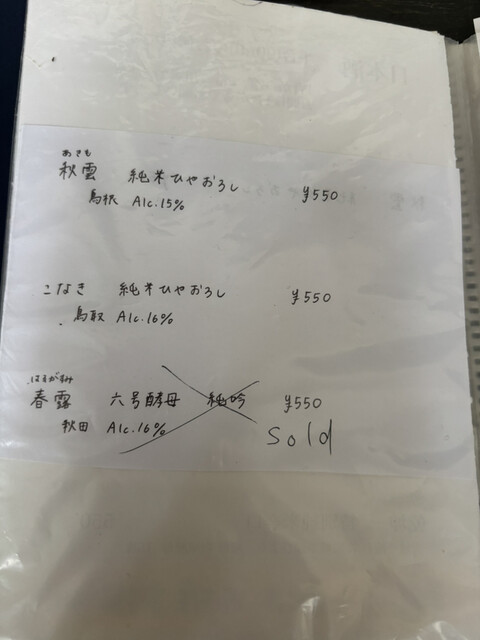 あきも
秋雲 純米ひやおろし ¥550
島根 Alc.15%
こなき 純米ひやおろし ¥550
鳥取 Alc.16%
はるがすみ
春霞 六号酵母 純吟 ¥550
秋田 Alc.16%
Sold